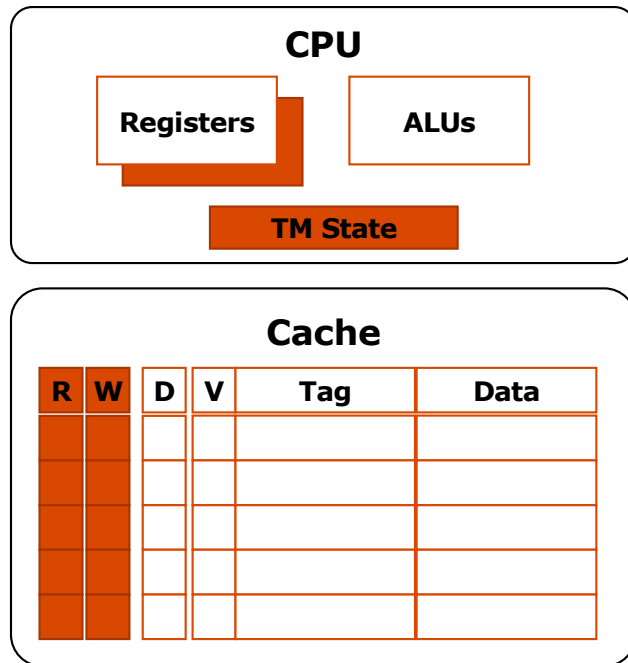 CPU
Registers ALUs
TM State
Cache
R W D V Tag Data